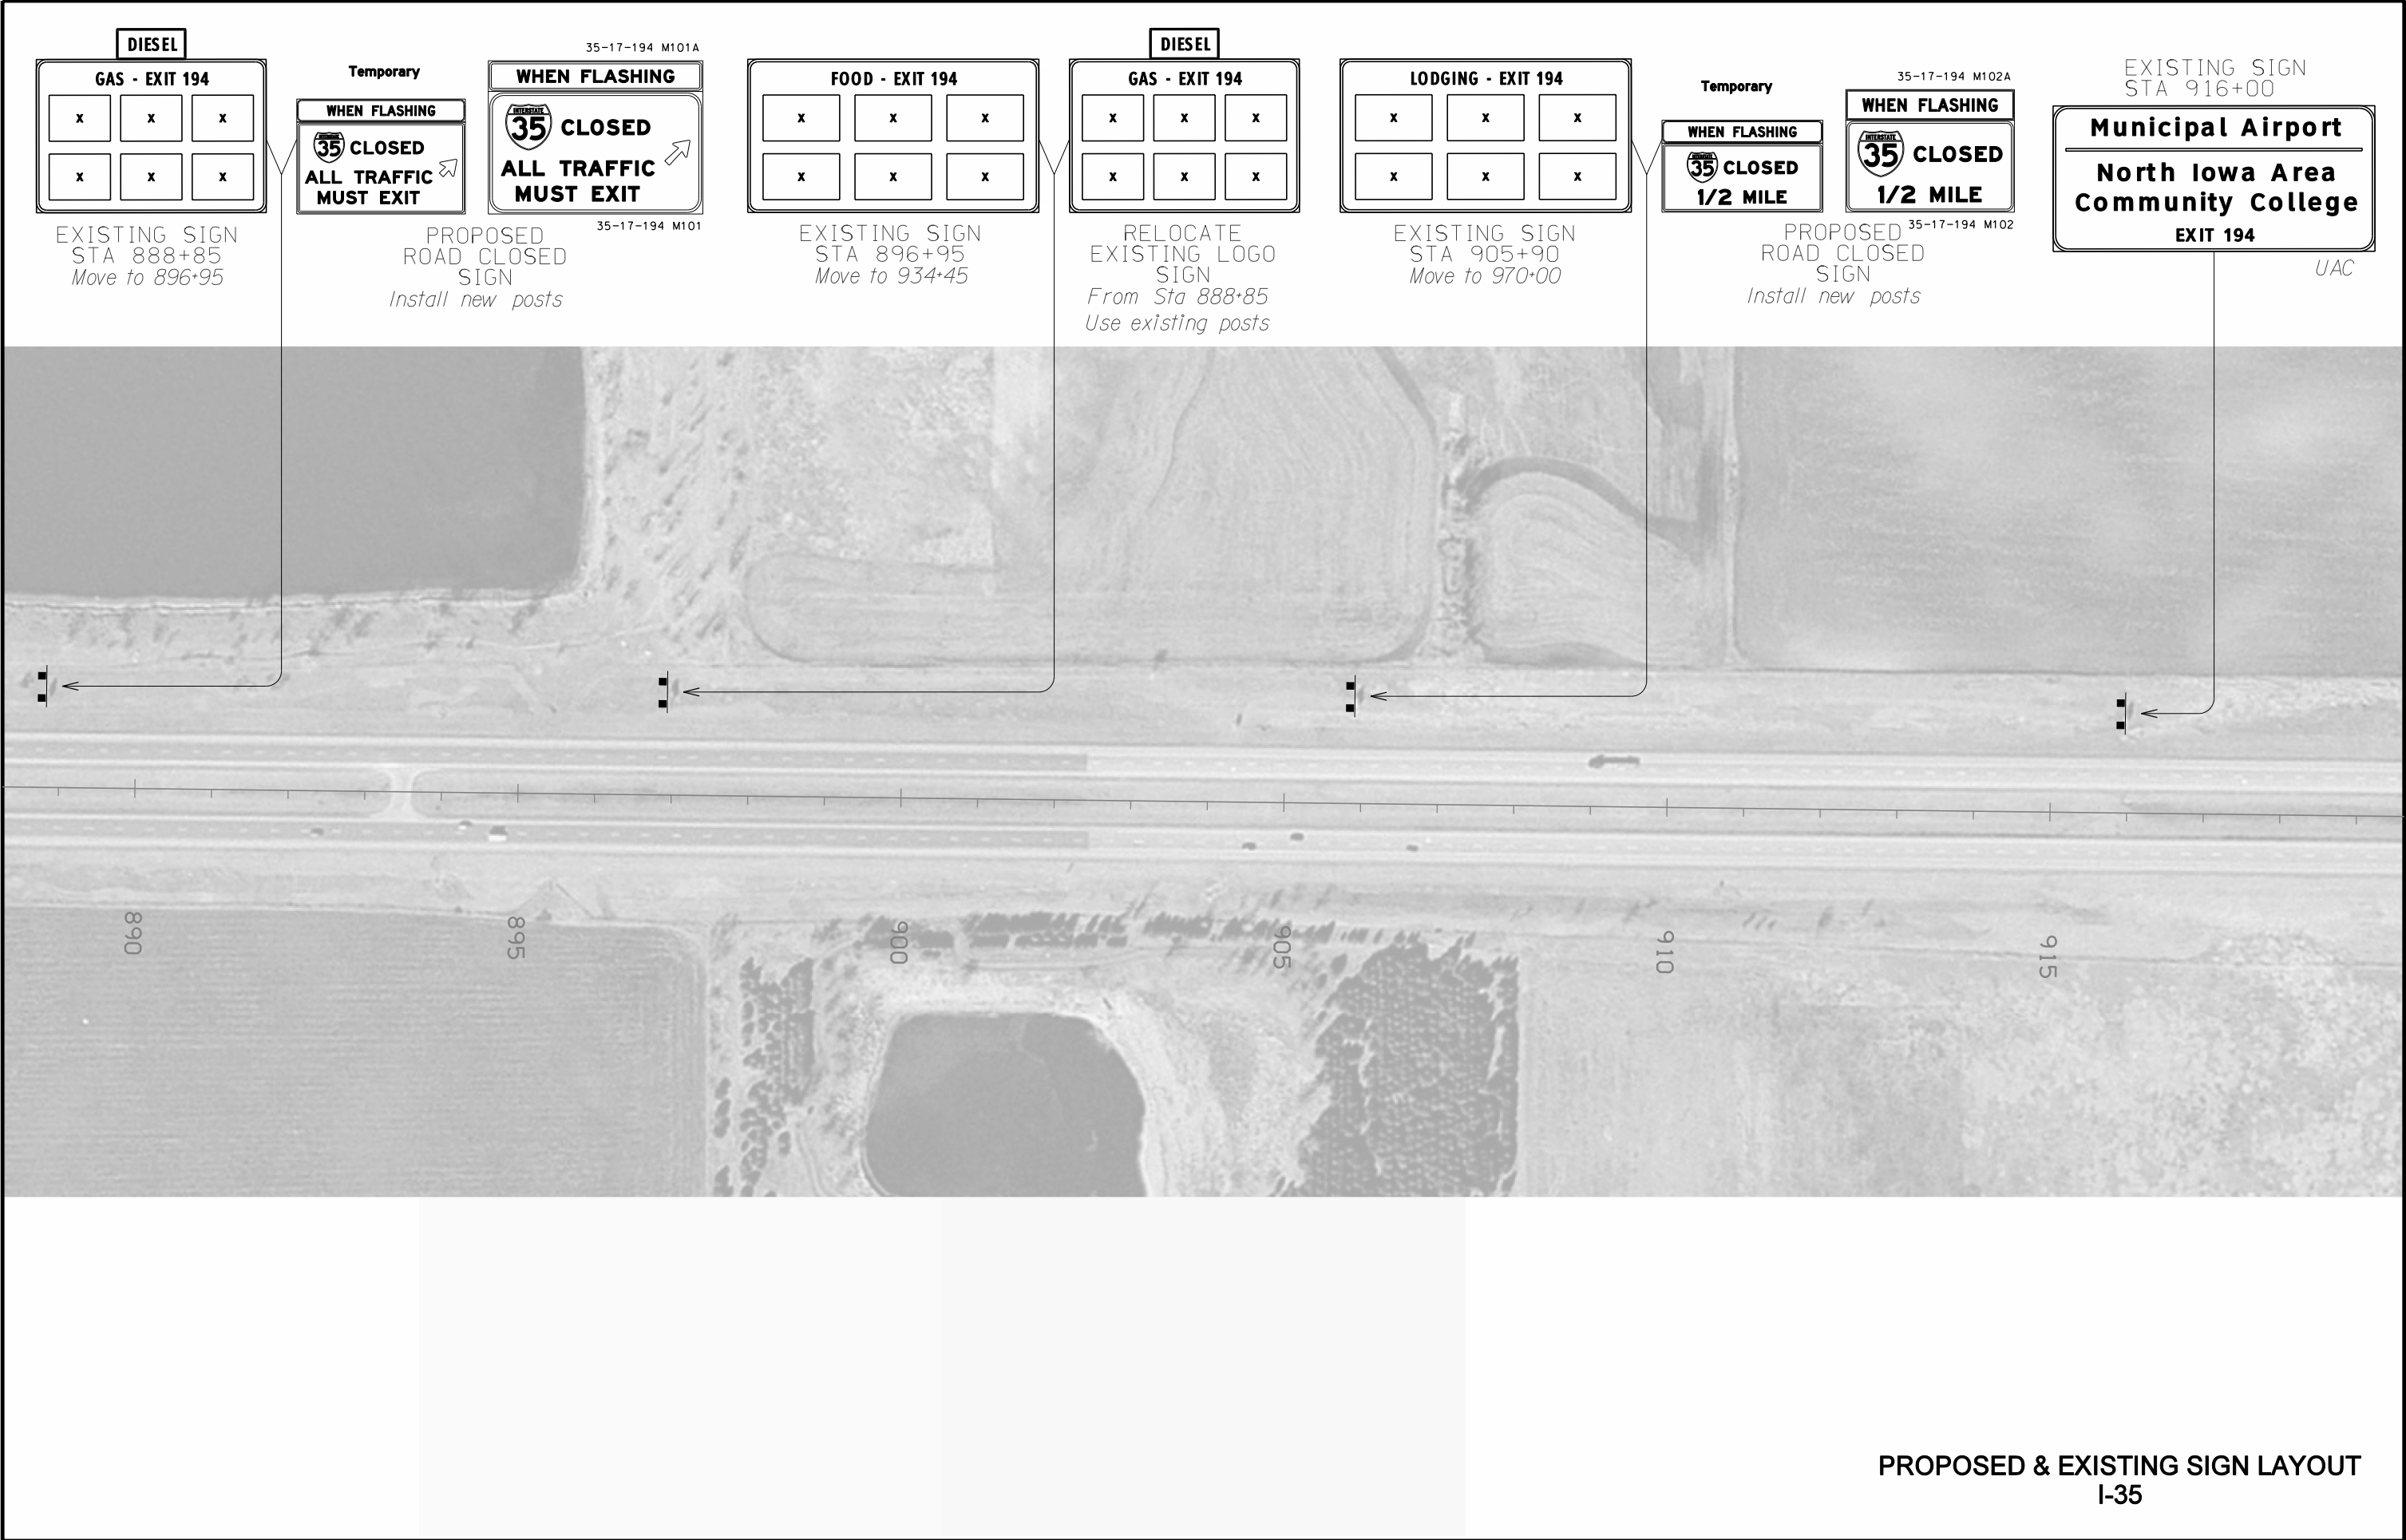 DIESEL
GAS - EXIT 194
x x x
x x x
EXISTING SIGN
STA 888+85
Move to 896+95
Temporary
WHEN FLASHING
INTERSTATE
35 CLOSED
ALL TRAFFIC
MUST EXIT
35-17-194 M101A
WHEN FLASHING
INTERSTATE
35 CLOSED
ALL TRAFFIC
MUST EXIT
35-17-194 M101
PROPOSED
ROAD CLOSED
SIGN
Install new posts
FOOD - EXIT 194
x x x
x x x
EXISTING SIGN
STA 896+95
Move to 934+45
DIESEL
GAS - EXIT 194
x x x
x x x
RELOCATE
EXISTING LOGO
SIGN
From Sta 888+85
Use existing posts
LODGING - EXIT 194
x x x
x x x
EXISTING SIGN
STA 905+90
Move to 970+00
Temporary
WHEN FLASHING
INTERSTATE
35 CLOSED
1/2 MILE
35-17-194 M102A
WHEN FLASHING
INTERSTATE
35 CLOSED
1/2 MILE
35-17-194 M102
PROPOSED
ROAD CLOSED
SIGN
Install new posts
EXISTING SIGN
STA 916+00
Municipal Airport
North Iowa Area
Community College
EXIT 194
UAC
890
895
900
905
910
915
PROPOSED & EXISTING SIGN LAYOUT
I-35